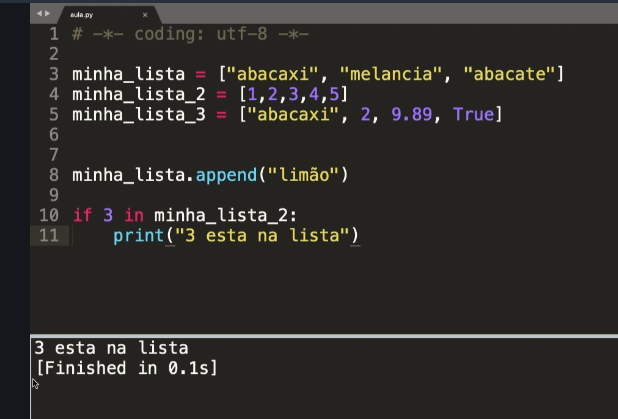 aula.py
1 # -*- coding: utf-8 -*-
2
3 minha_lista = ["abacaxi", "melancia", "abacate"]
4 minha_lista_2 = [1,2,3,4,5]
5 minha_lista_3 = ["abacaxi", 2, 9.89, True]
6
7
8 minha_lista.append("limão")
9
10 if 3 in minha_lista_2:
11     print("3 esta na lista")
3 esta na lista
[Finished in 0.1s]